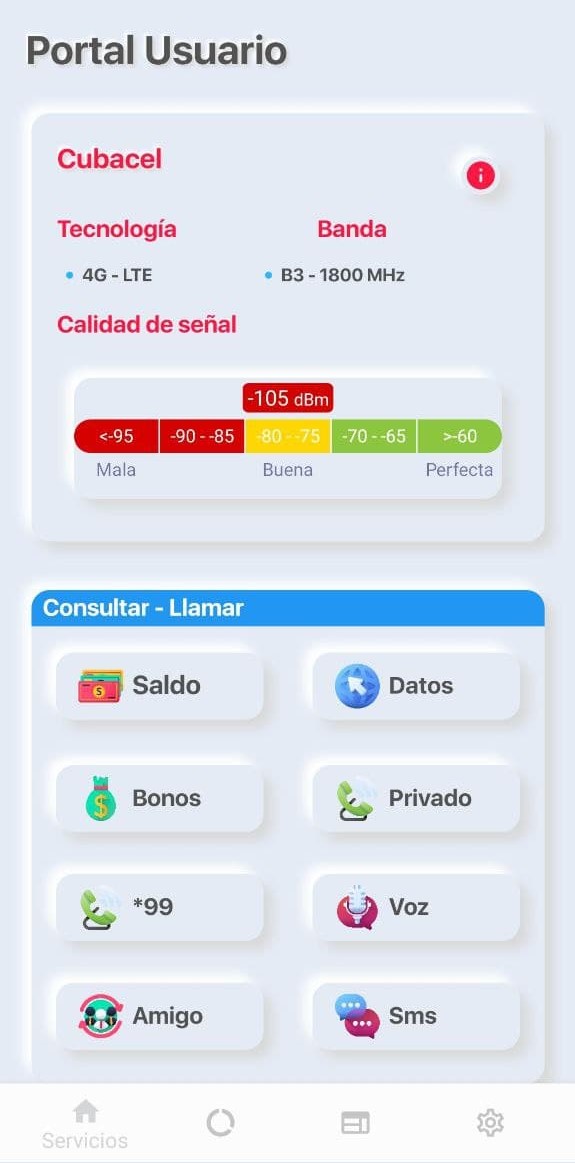 Portal Usuario
Cubacel
Tecnología Banda
4G - LTE B3 - 1800 MHz
Calidad de señal
-105 dBm
<-95 -90 - -85 -80 - -75 -70 - -65 >-60
Mala Buena Perfecta
Consultar - Llamar
Saldo Datos
Bonos Privado
*99 Voz
Amigo Sms
Servicios